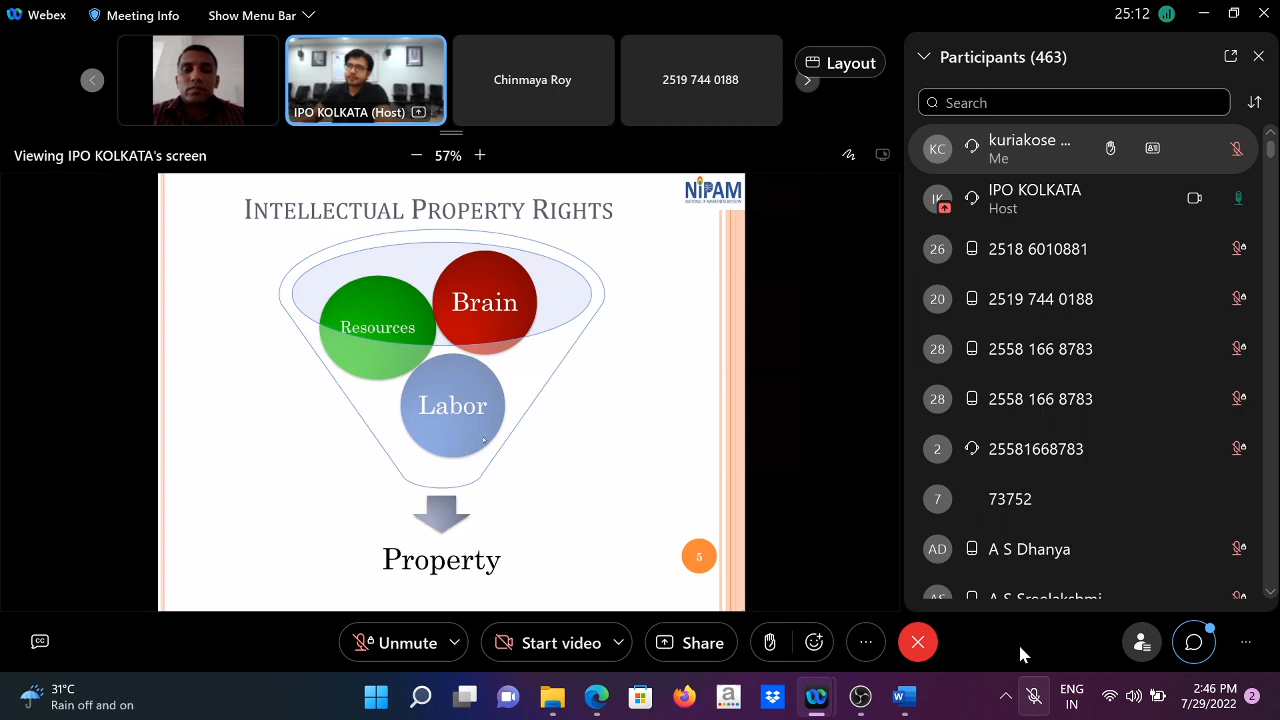 Webex
Meeting Info
Show Menu Bar
25:12
IPO KOLKATA (Host)
Chinmaya Roy
2519 744 0188
Layout
Viewing IPO KOLKATA's screen
57%
NIPAM
INTELLECTUAL PROPERTY RIGHTS
Resources
Brain
Labor
Property
5
Participants (463)
Search
KC
kuriakose ...
Me
IPO KOLKATA
Host
26
2518 6010881
20
2519 744 0188
28
2558 166 8783
28
2558 166 8783
2
25581668783
7
73752
AD
A S Dhanya
A S Sreelakshmi
CC
Unmute
Start video
Share
31°C
Rain off and on
ENG
IN
2:46 PM
7/29/2022
2